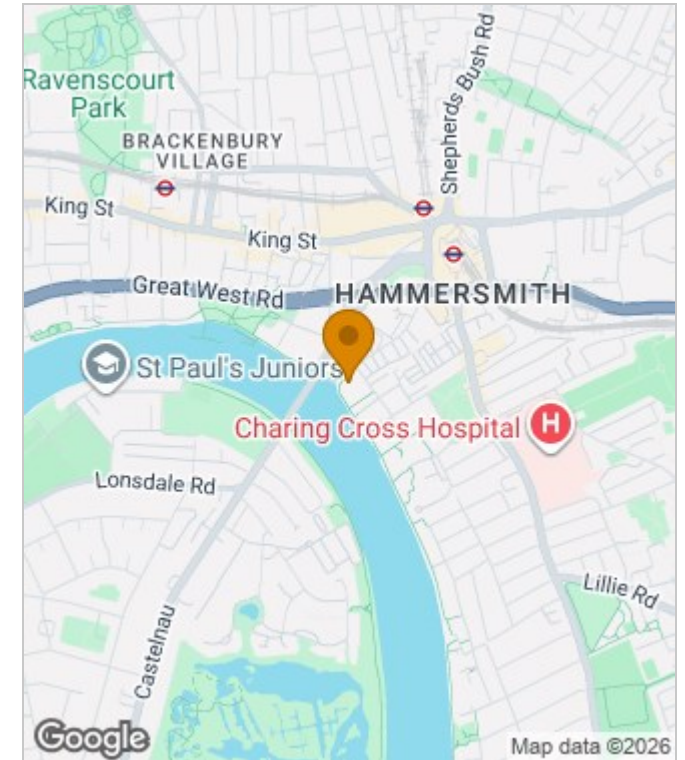 Ravenscourt
Park
BRACKENBURY
VILLAGE
Shepherds Bush Rd
King St
King St
Great West Rd
HAMMERSMITH
St Paul's Juniors
Charing Cross Hospital
H
Lonsdale Rd
Lillie Rd
Castelnau
Google
Map data ©2026